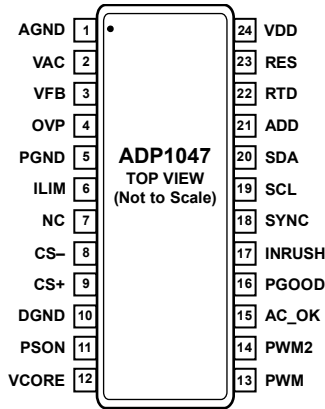 AGND 1
VAC 2
VFB 3
OVP 4
PGND 5
ILIM 6
NC 7
CS– 8
CS+ 9
DGND 10
PSON 11
VCORE 12
ADP1047
TOP VIEW
(Not to Scale)
24 VDD
23 RES
22 RTD
21 ADD
20 SDA
19 SCL
18 SYNC
17 INRUSH
16 PGOOD
15 AC_OK
14 PWM2
13 PWM